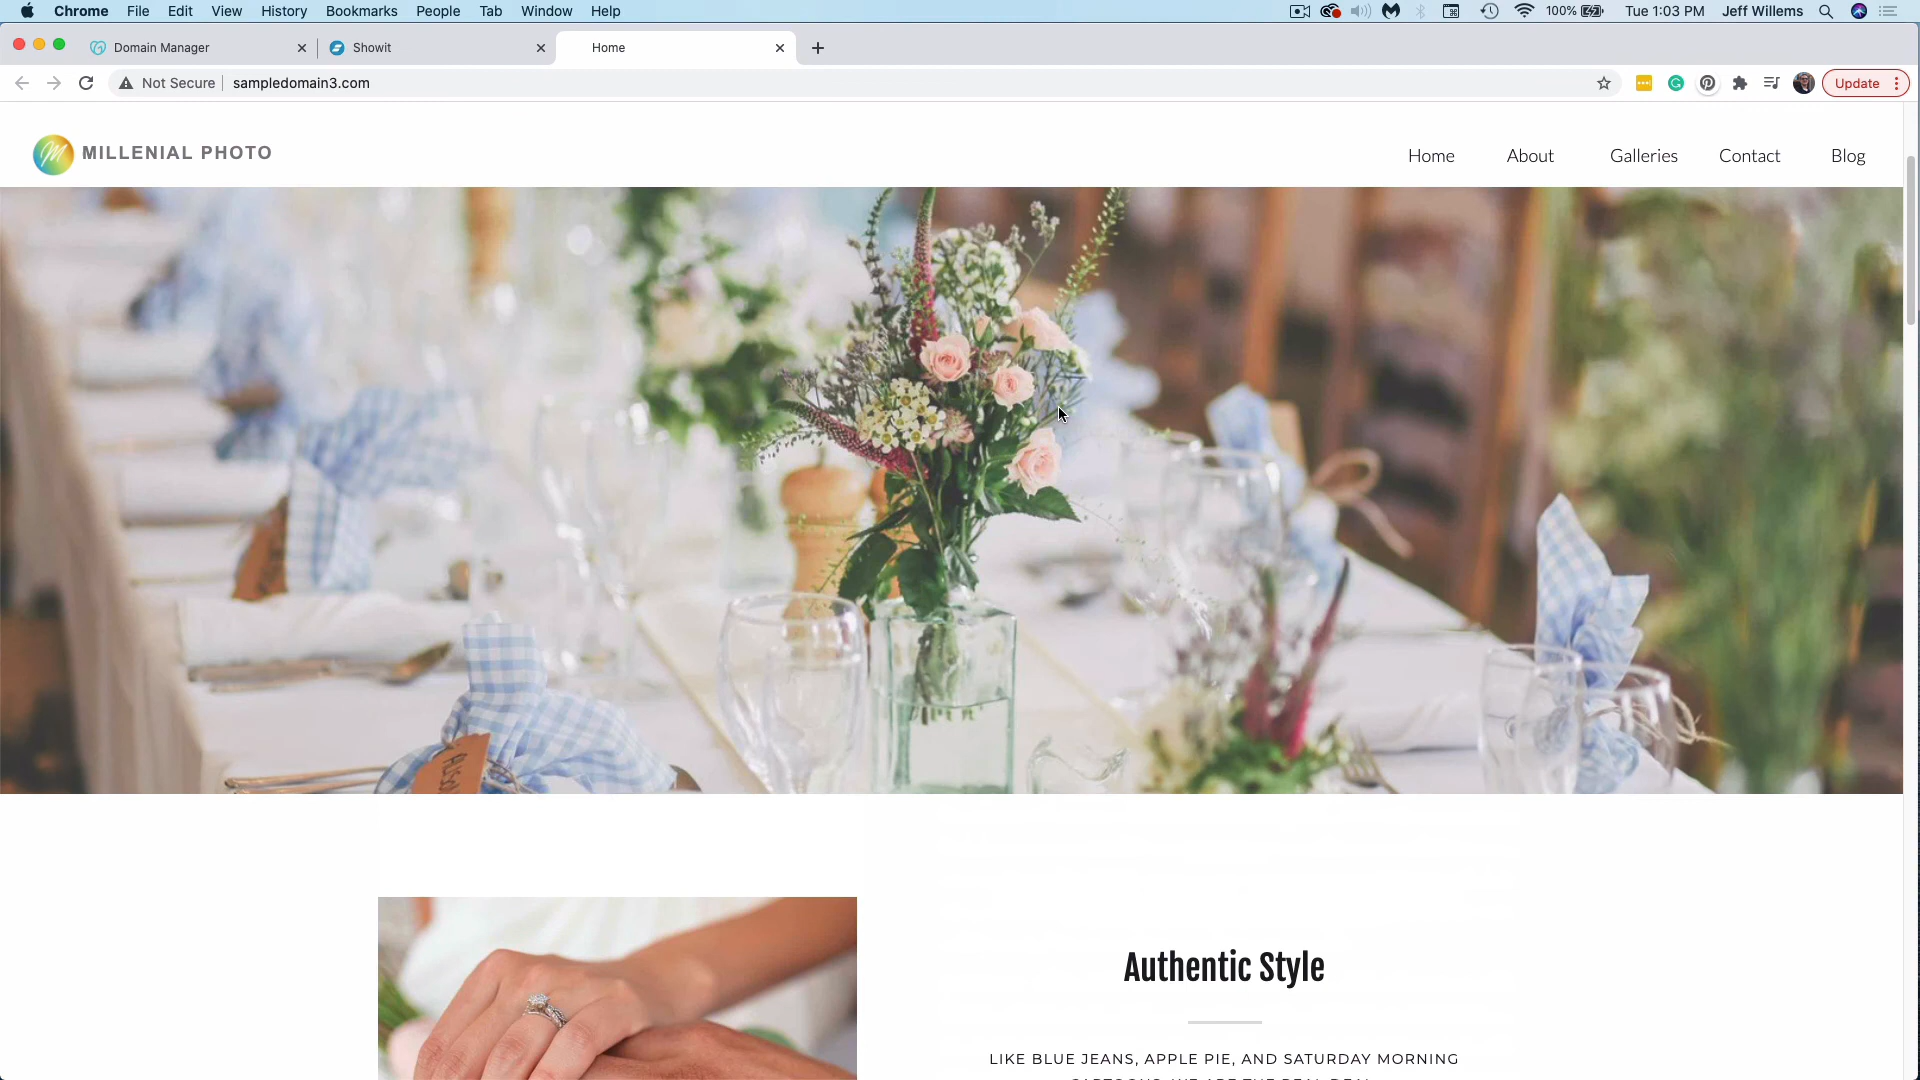 Chrome File Edit View History Bookmarks People Tab Window Help
100% Tue 1:03 PM Jeff Willems
Domain Manager
Showit
Home
Not Secure sampledomain3.com
Update
MILLENIAL PHOTO
Home About Galleries Contact Blog
Authentic Style
LIKE BLUE JEANS, APPLE PIE, AND SATURDAY MORNING